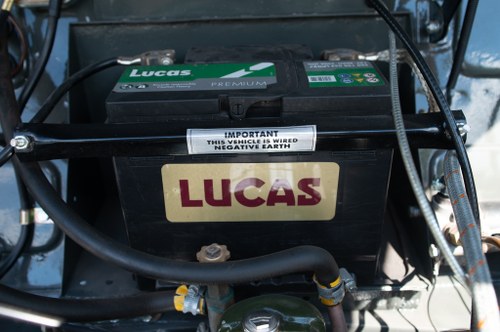 Lucas
PREMIUM
IMPORTANT
THIS VEHICLE IS WIRED
NEGATIVE EARTH
LUCAS